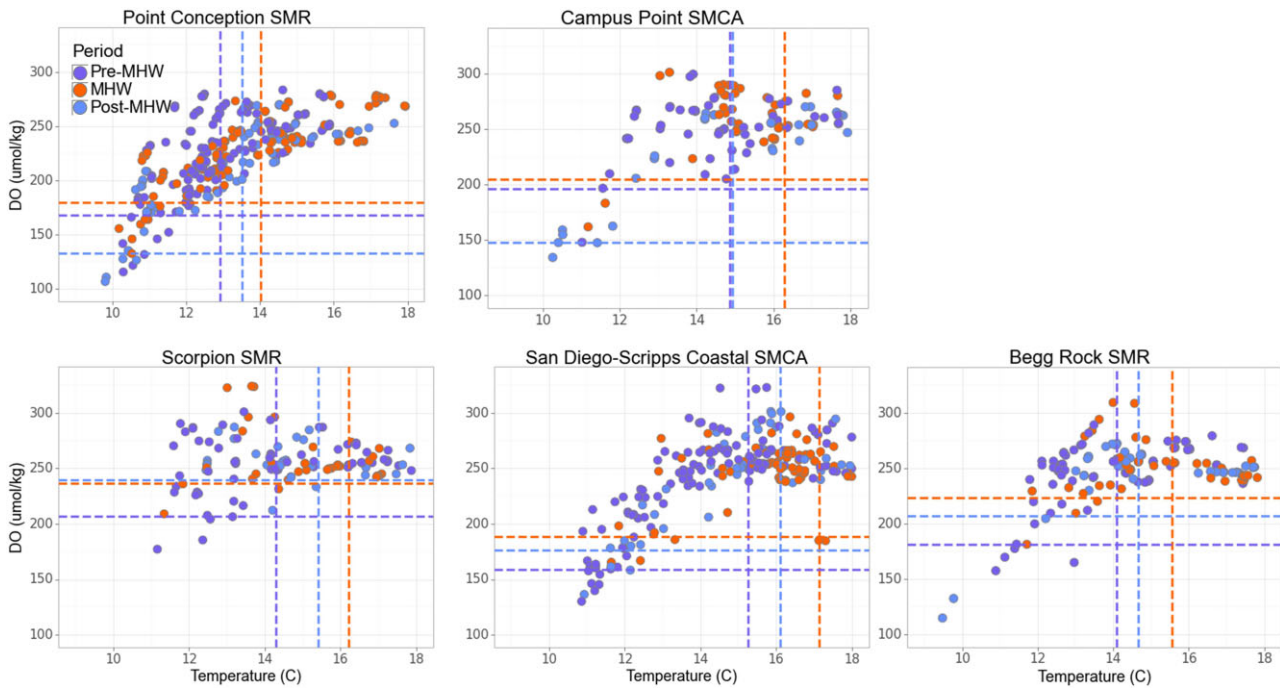 Point Conception SMR
Campus Point SMCA
Period
Pre-MHW
MHW
Post-MHW
300
250
200
150
100
DO (umol/kg)
10 12 14 16 18
300
250
200
150
100
10 12 14 16 18
Scorpion SMR
San Diego-Scripps Coastal SMCA
Begg Rock SMR
300
250
200
150
100
DO (umol/kg)
10 12 14 16 18
Temperature (C)
300
250
200
150
100
10 12 14 16 18
Temperature (C)
300
250
200
150
100
10 12 14 16 18
Temperature (C)